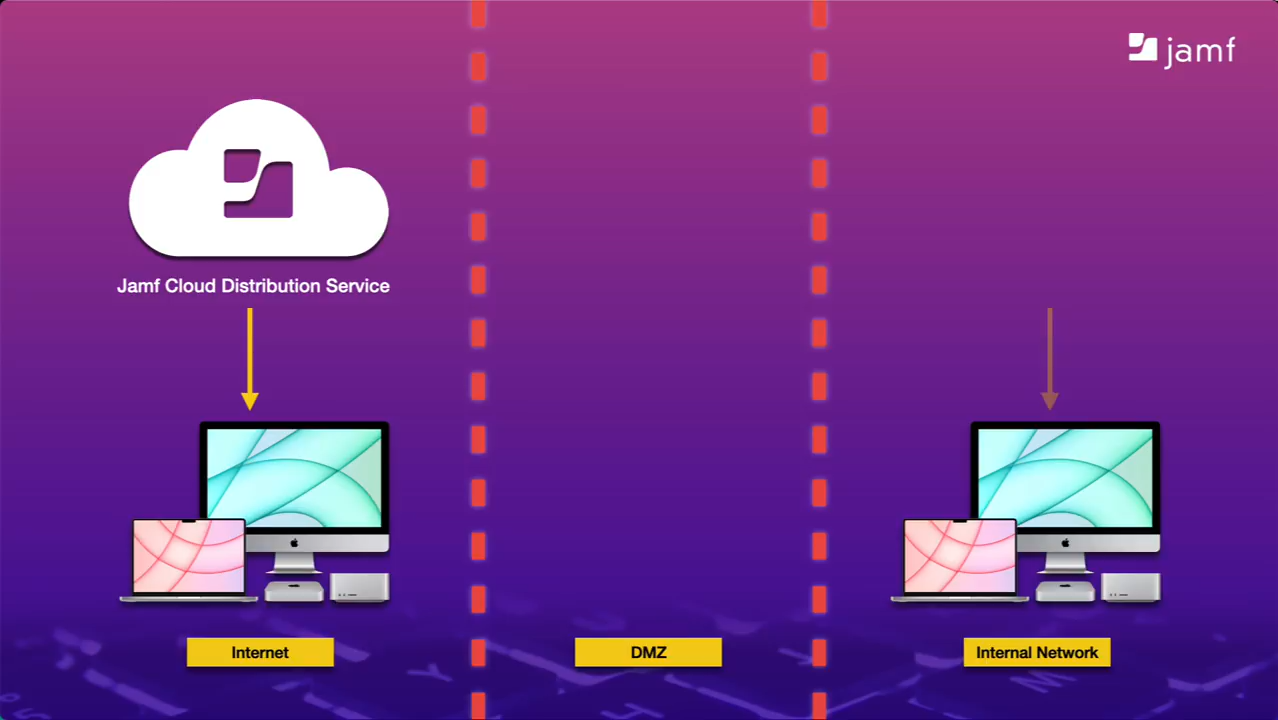 jamf
Jamf Cloud Distribution Service
Internet
DMZ
Internal Network